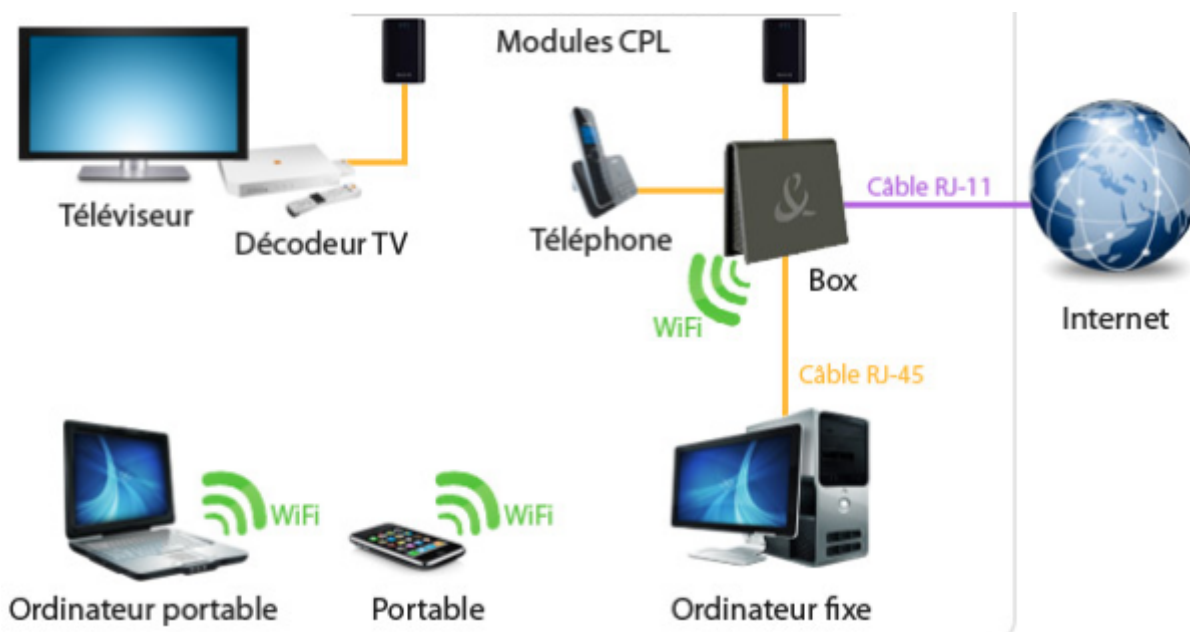 Modules CPL
Téléviseur
Décodeur TV
Téléphone
Câble RJ-11
Box
WiFi
Internet
Câble RJ-45
WiFi
WiFi
Ordinateur portable
Portable
Ordinateur fixe